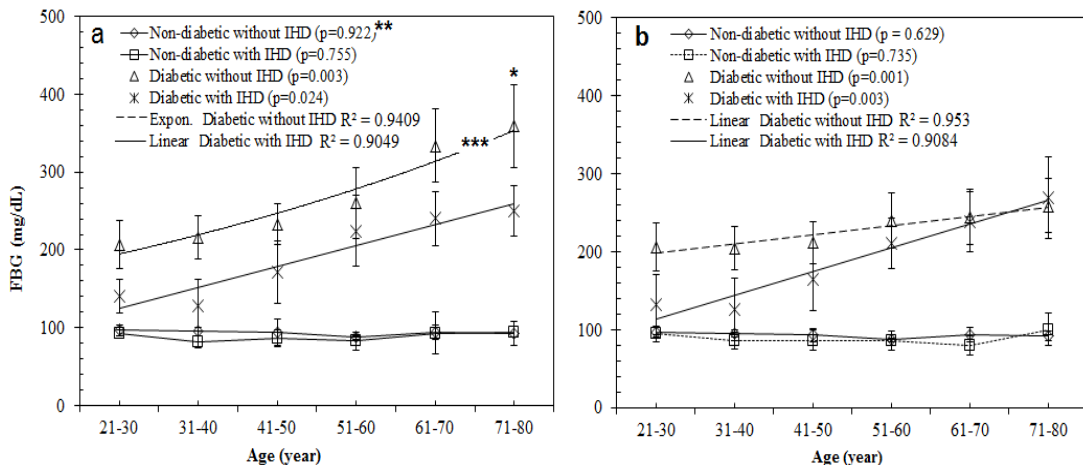 a
Non-diabetic without IHD (p=0.922)**
Non-diabetic with IHD (p=0.755)
Diabetic without IHD (p=0.003)
Diabetic with IHD (p=0.024)
Expon. Diabetic without IHD R² = 0.9409
Linear Diabetic with IHD R² = 0.9049
*
***
500
400
300
200
100
0
FBG (mg/dL)
21-30 31-40 41-50 51-60 61-70 71-80
Age (year)
b
Non-diabetic without IHD (p = 0.629)
Non-diabetic with IHD (p=0.735)
Diabetic without IHD (p=0.001)
Diabetic with IHD (p=0.003)
Linear Diabetic without IHD R² = 0.953
Linear Diabetic with IHD R² = 0.9084
500
400
300
200
100
0
21-30 31-40 41-50 51-60 61-70 71-80
Age (year)